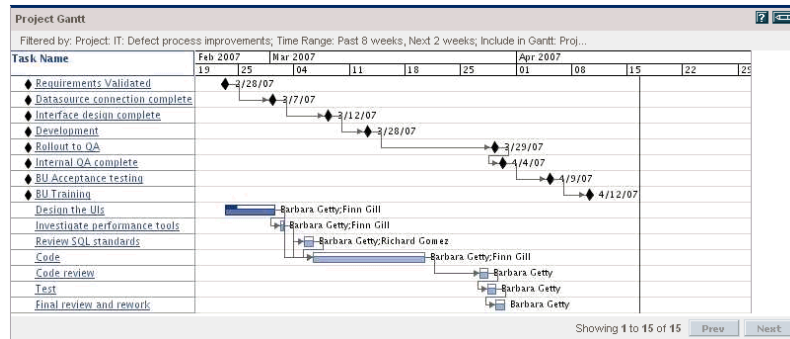 Project Gantt
?
Filtered by: Project: IT: Defect process improvements; Time Range: Past 8 weeks, Next 2 weeks; Include in Gantt: Proj...
Task Name Feb 2007 Mar 2007 Apr 2007
19 25 04 11 18 25 01 08 15 22 29
Requirements Validated 2/28/07
Datasource connection complete 3/7/07
Interface design complete 3/12/07
Development 3/28/07
Rollout to QA 3/29/07
Internal QA complete 4/4/07
BU Acceptance testing 4/9/07
BU Training 4/12/07
Design the UIs Barbara Getty;Finn Gill
Investigate performance tools Barbara Getty;Finn Gill
Review SQL standards Barbara Getty;Richard Gomez
Code Barbara Getty;Finn Gill
Code review Barbara Getty
Test Barbara Getty
Final review and rework Barbara Getty
Showing 1 to 15 of 15 Prev Next